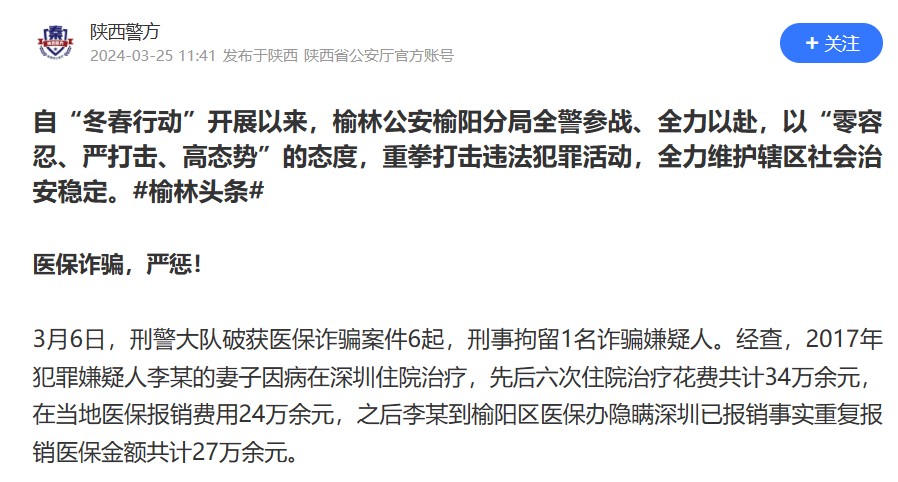 陕西警方
2024-03-25 11:41 发布于陕西 陕西省公安厅官方账号
+ 关注
自“冬春行动”开展以来，榆林公安榆阳分局全警参战、全力以赴，以“零容
忍、严打击、高态势”的态度，重拳打击违法犯罪活动，全力维护辖区社会治
安稳定。#榆林头条#
医保诈骗，严惩！
3月6日，刑警大队破获医保诈骗案件6起，刑事拘留1名诈骗嫌疑人。经查，2017年
犯罪嫌疑人李某的妻子因病在深圳住院治疗，先后六次住院治疗花费共计34万余元，
在当地医保报销费用24万余元，之后李某到榆阳区医保办隐瞒深圳已报销事实重复报
销医保金额共计27万余元。